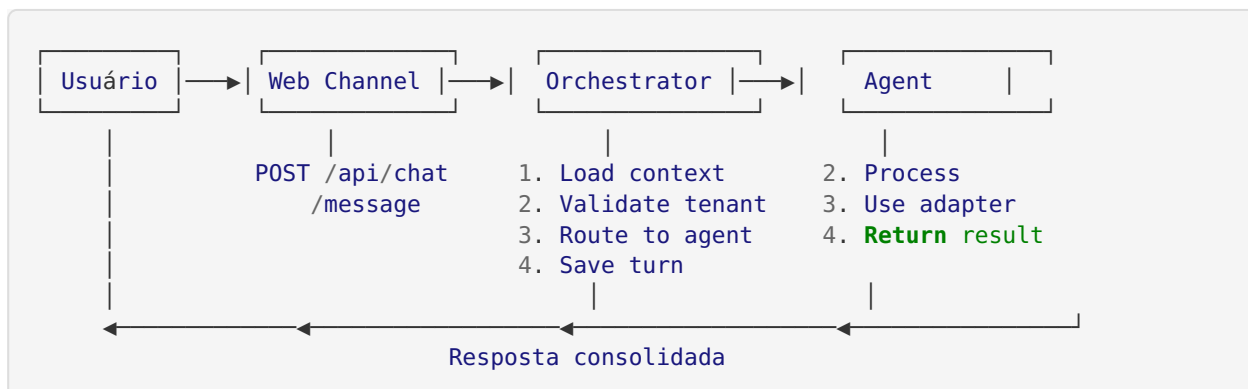 Usuário Web Channel Orchestrator Agent
POST /api/chat 1. Load context 2. Process
/message 2. Validate tenant 3. Use adapter
3. Route to agent 4. Return result
4. Save turn
Resposta consolidada